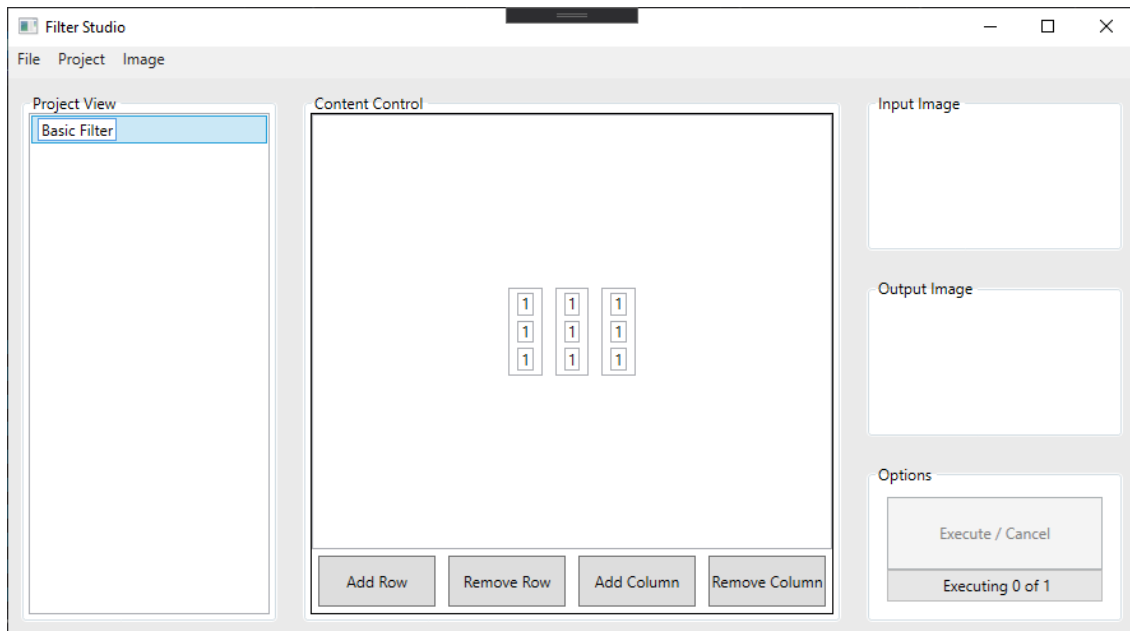 Filter Studio
File Project Image
Project View
Basic Filter
Content Control
1 1 1
1 1 1
1 1 1
Add Row Remove Row Add Column Remove Column
Input Image
Output Image
Options
Execute / Cancel
Executing 0 of 1